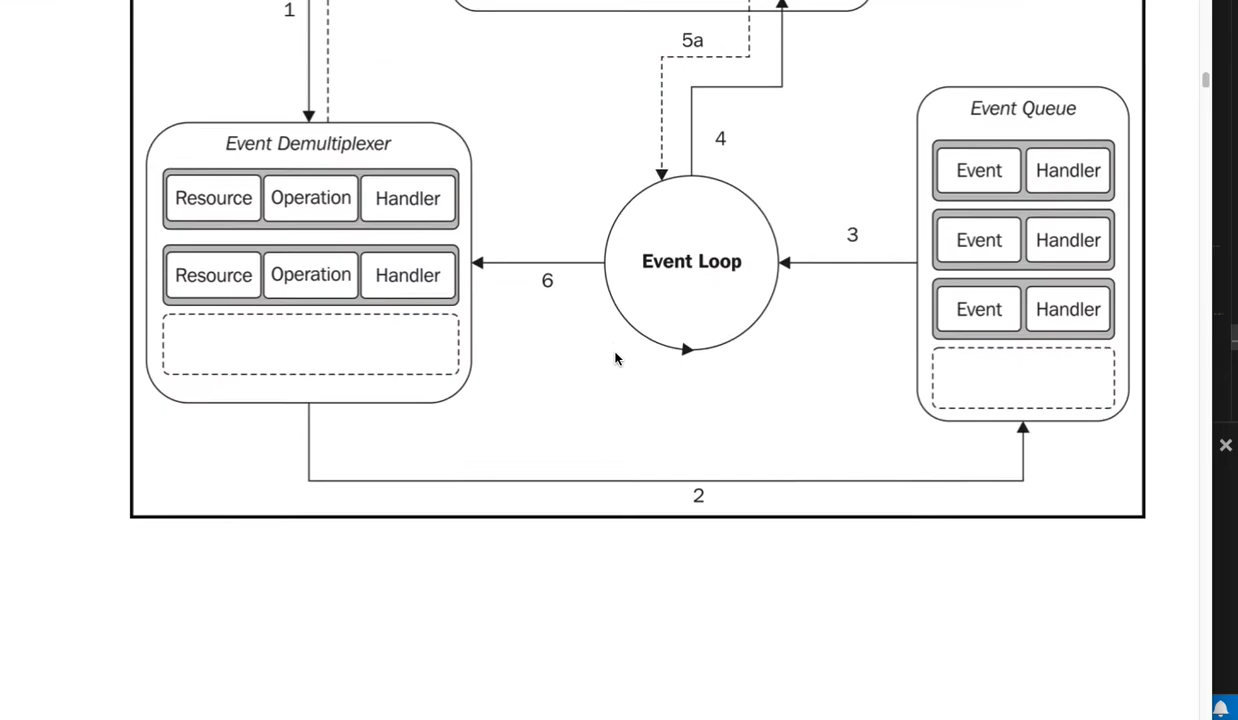 1
5a
Event Queue
4
Event Demultiplexer
Event Handler
Resource Operation Handler
3
Event Handler
Event Loop
Resource Operation Handler
6
Event Handler
2